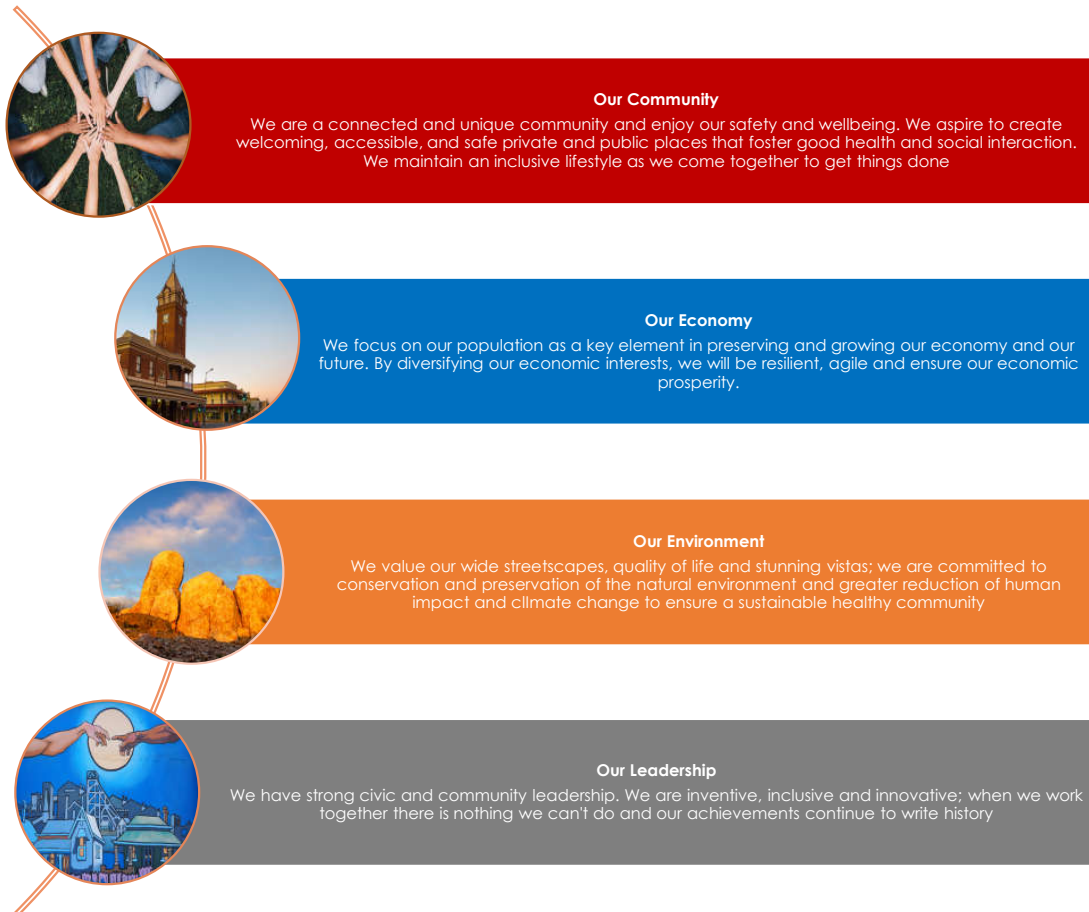 Our Community
We are a connected and unique community and enjoy our safety and wellbeing. We aspire to create
welcoming, accessible, and safe private and public places that foster good health and social interaction.
We maintain an inclusive lifestyle as we come together to get things done
Our Economy
We focus on our population as a key element in preserving and growing our economy and our
future. By diversifying our economic interests, we will be resilient, agile and ensure our economic
prosperity.
Our Environment
We value our wide streetscapes, quality of life and stunning vistas; we are committed to
conservation and preservation of the natural environment and greater reduction of human
impact and clImate change to ensure a sustainable healthy community
Our Leadership
We have strong civic and community leadership. We are inventive, inclusive and innovative; when we work
together there is nothing we can't do and our achievements continue to write history